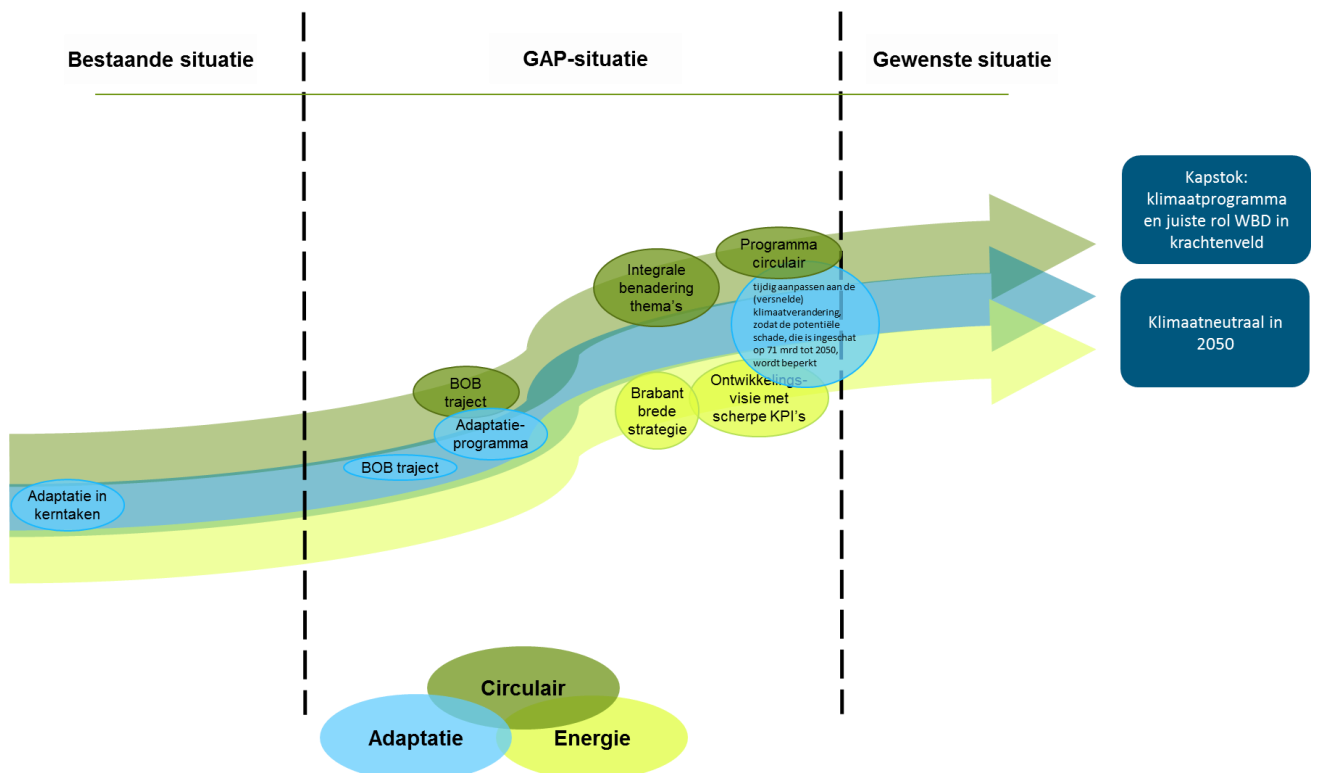 Bestaande situatie
GAP-situatie
Gewenste situatie
Kapstok:
klimaatprogramma
en juiste rol WBD in
krachtenveld
Klimaatneutraal in
2050
Programma
circulair
Integrale
benadering
thema's
tijdig aanpassen aan de
(versnelde)
klimaatverandering,
zodat de potentiële
schade, die is ingeschat
op 71 mrd tot 2050,
wordt beperkt
BOB
traject
Ontwikkelings-
visie met
scherpe KPI's
Brabant
brede
strategie
Adaptatie-
programma
BOB traject
Adaptatie in
kerntaken
Circulair
Adaptatie
Energie